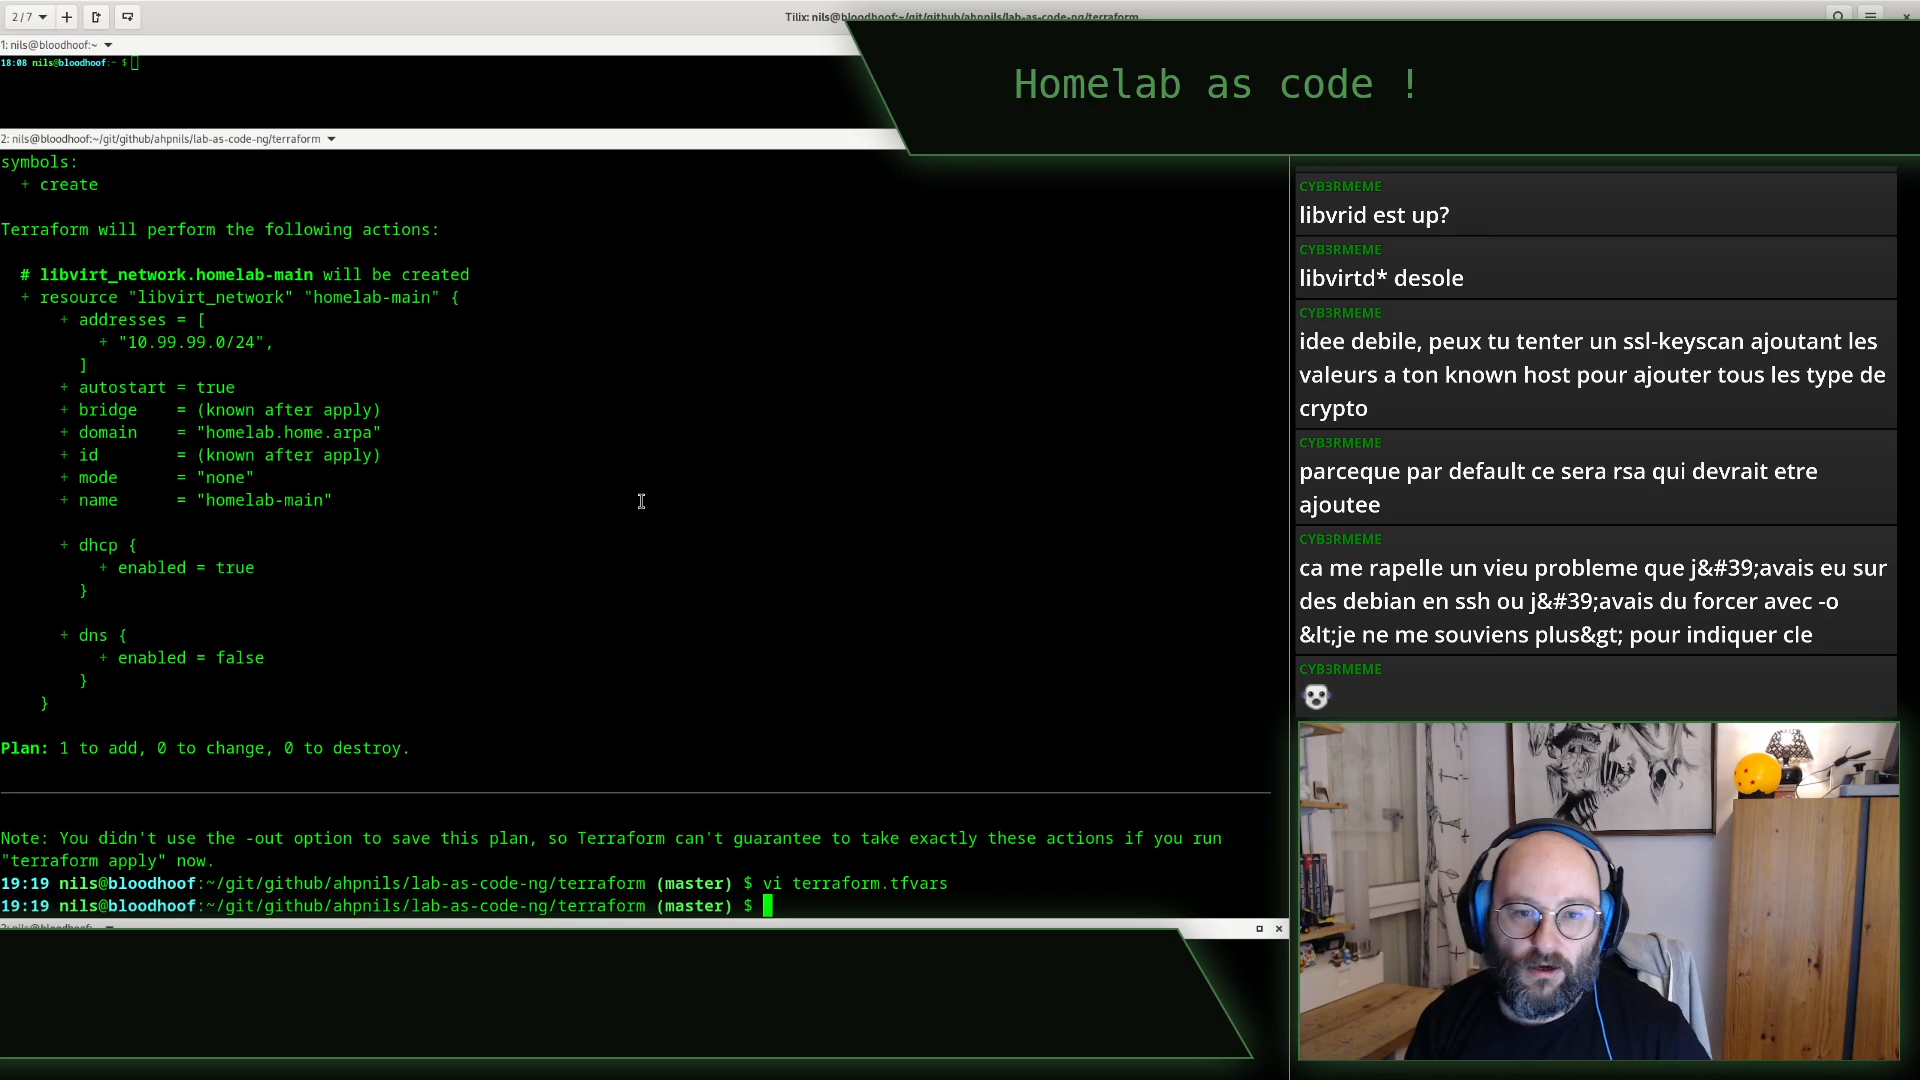 2/7
Tilix: nils@bloodhoof:~/git/github/ahpnils/lab-as-code-ng/terraform
1: nils@bloodhoof:~
18:08 nils@bloodhoof:~ $
Homelab as code !
2: nils@bloodhoof:~/git/github/ahpnils/lab-as-code-ng/terraform
symbols:
+ create
Terraform will perform the following actions:
# libvirt_network.homelab-main will be created
+ resource "libvirt_network" "homelab-main" {
+ addresses = [
+ "10.99.99.0/24",
]
+ autostart = true
+ bridge    = (known after apply)
+ domain    = "homelab.home.arpa"
+ id        = (known after apply)
+ mode      = "none"
+ name      = "homelab-main"
+ dhcp {
+ enabled = true
}
+ dns {
+ enabled = false
}
}
Plan: 1 to add, 0 to change, 0 to destroy.
Note: You didn't use the -out option to save this plan, so Terraform can't guarantee to take exactly these actions if you run
"terraform apply" now.
19:19 nils@bloodhoof:~/git/github/ahpnils/lab-as-code-ng/terraform (master) $ vi terraform.tfvars
19:19 nils@bloodhoof:~/git/github/ahpnils/lab-as-code-ng/terraform (master) $
CYB3RMEME
libvrid est up?
CYB3RMEME
libvirtd* desole
CYB3RMEME
idee debile, peux tu tenter un ssl-keyscan ajoutant les
valeurs a ton known host pour ajouter tous les type de
crypto
CYB3RMEME
parceque par default ce sera rsa qui devrait etre
ajoutee
CYB3RMEME
ca me rapelle un vieu probleme que j&#39;avais eu sur
des debian en ssh ou j&#39;avais du forcer avec -o
&lt;je ne me souviens plus&gt; pour indiquer cle
CYB3RMEME